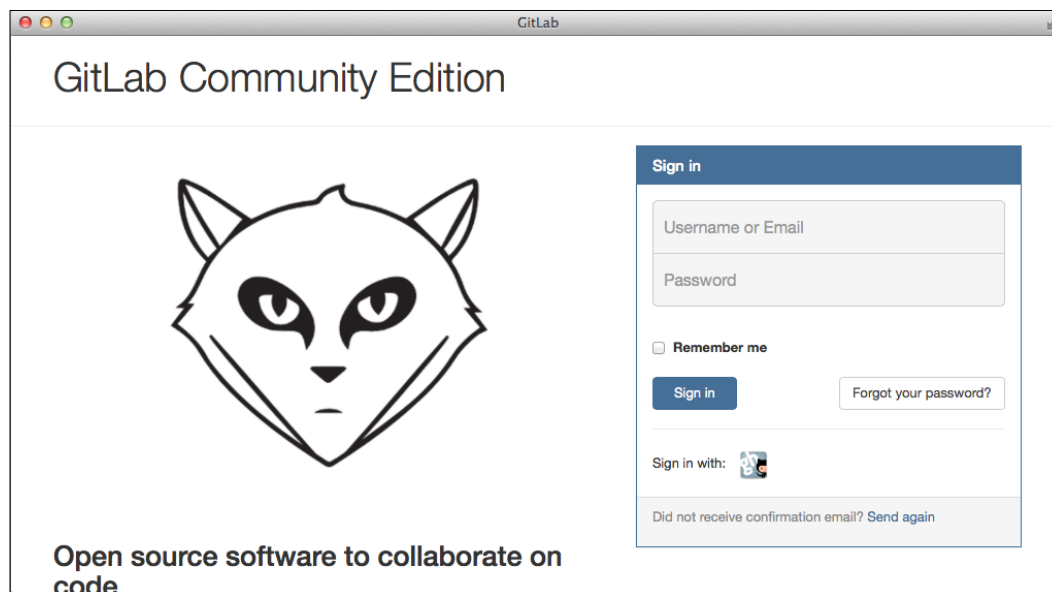 GitLab
GitLab Community Edition
Sign in
Username or Email
Password
Remember me
Sign in
Forgot your password?
Sign in with:
Did not receive confirmation email? Send again
Open source software to collaborate on
code